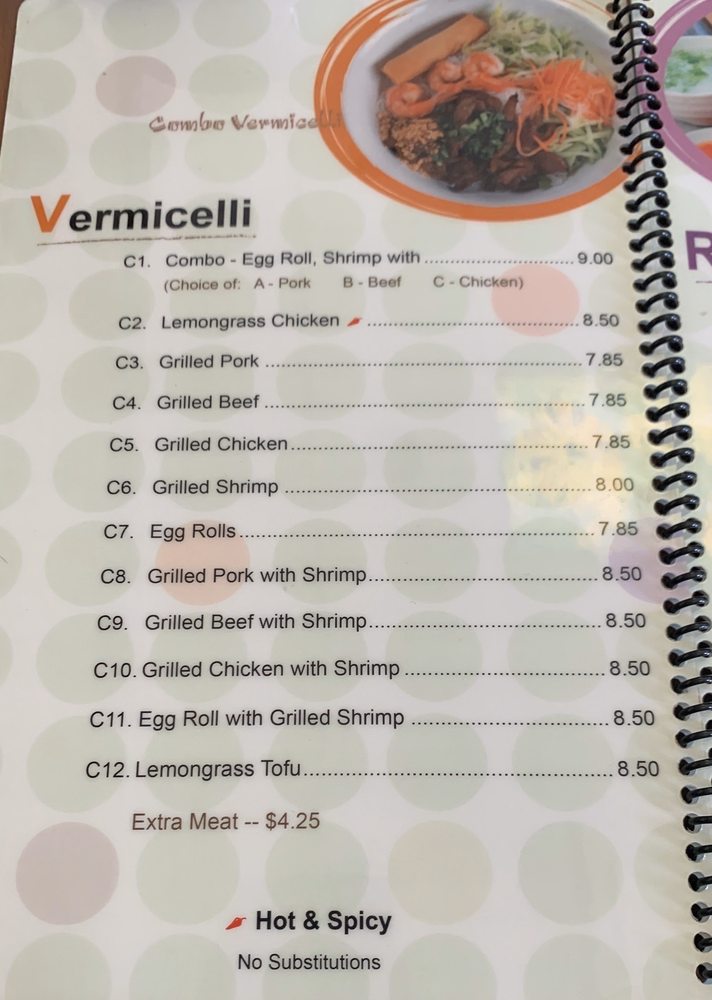 Combo Vermicelli
Vermicelli
C1. Combo - Egg Roll, Shrimp with ........................... 9.00
(Choice of: A - Pork B - Beef C - Chicken)
C2. Lemongrass Chicken ....................................... 8.50
C3. Grilled Pork ......................................................... 7.85
C4. Grilled Beef ......................................................... 7.85
C5. Grilled Chicken ..................................................... 7.85
C6. Grilled Shrimp ...................................................... 8.00
C7. Egg Rolls ............................................................. 7.85
C8. Grilled Pork with Shrimp ....................................... 8.50
C9. Grilled Beef with Shrimp ....................................... 8.50
C10. Grilled Chicken with Shrimp .................................. 8.50
C11. Egg Roll with Grilled Shrimp .................................. 8.50
C12. Lemongrass Tofu .................................................. 8.50
Extra Meat -- $4.25
Hot & Spicy
No Substitutions
R